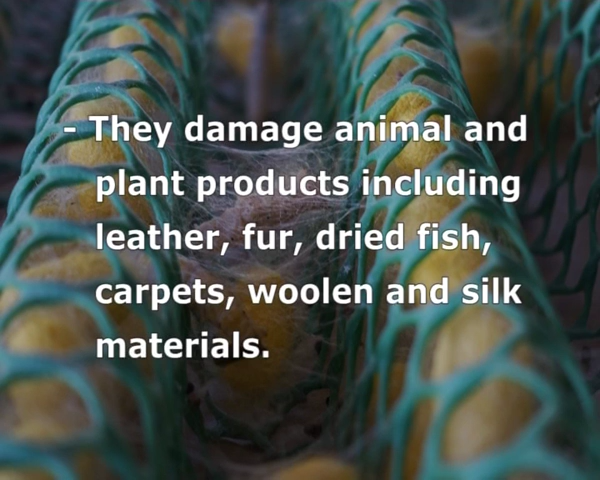 - They damage animal and
plant products including
leather, fur, dried fish,
carpets, woolen and silk
materials.